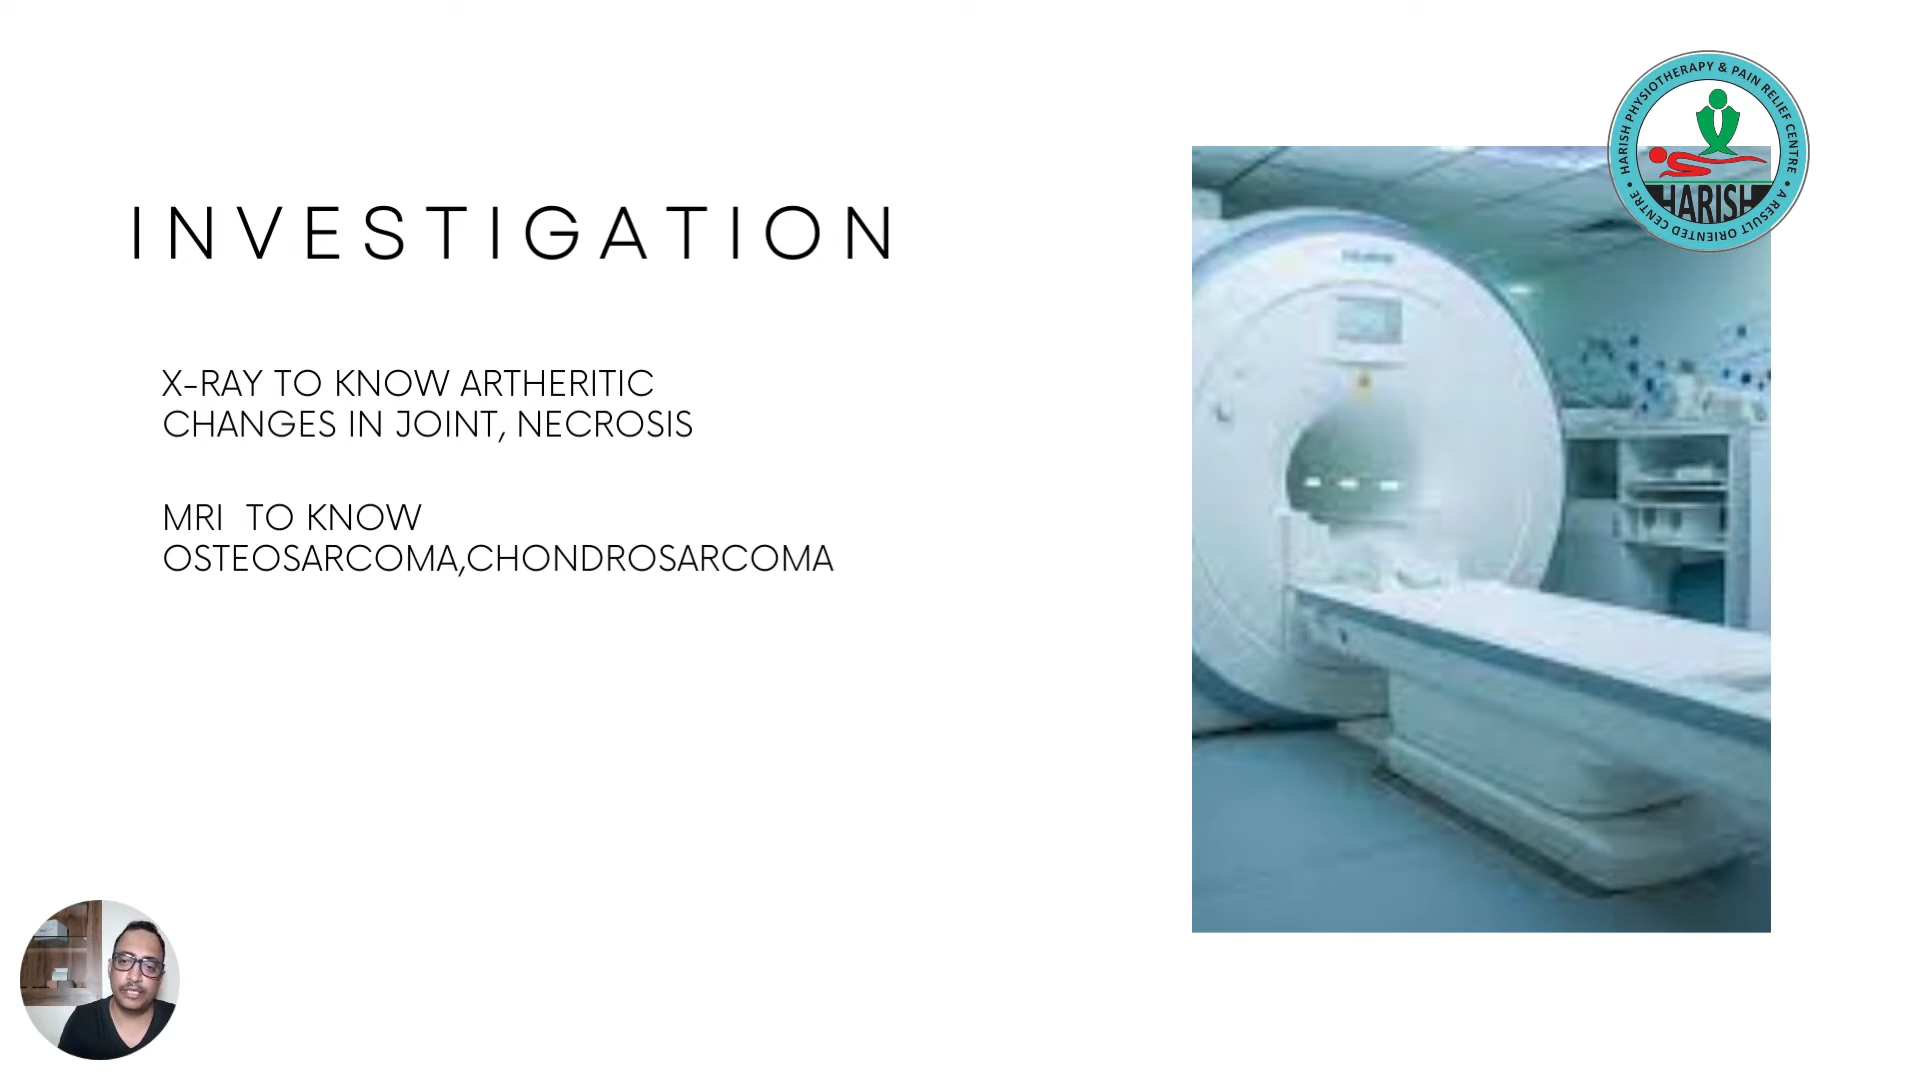 INVESTIGATION
X-RAY TO KNOW ARTHERITIC
CHANGES IN JOINT, NECROSIS
MRI  TO KNOW
OSTEOSARCOMA,CHONDROSARCOMA
HARISH PHYSIOTHERAPY & PAIN RELIEF CENTRE
• A RESULT ORIENTED CENTRE •
HARISH